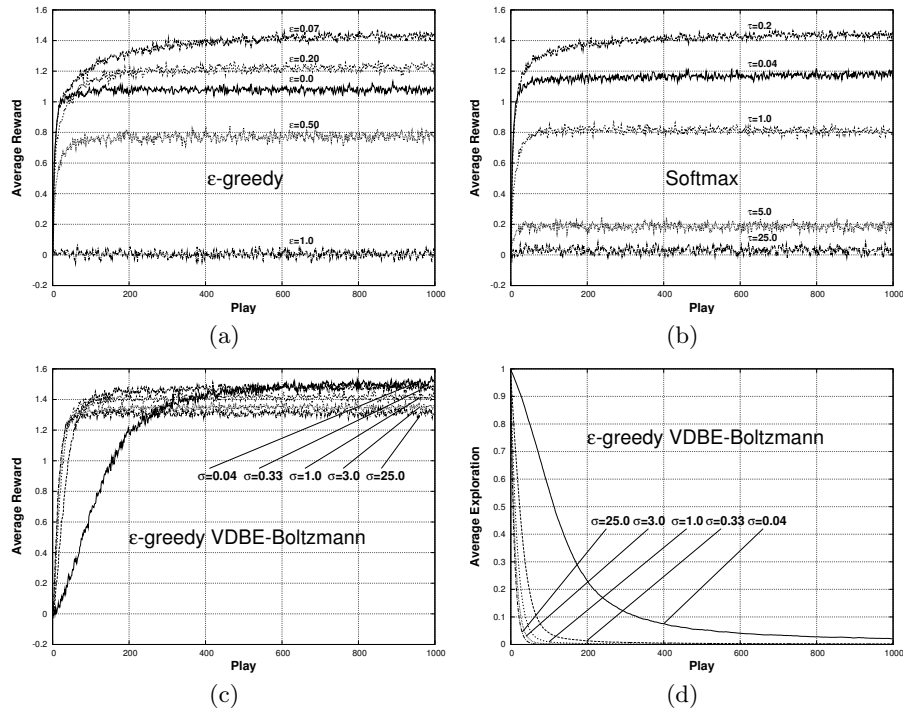 1.6
1.4
1.2
1
0.8
0.6
0.4
0.2
0
-0.2
Average Reward
ε=0.07
ε=0.20
ε=0.0
ε=0.50
ε-greedy
ε=1.0
0 200 400 600 800 1000
Play
(a)
1.6
1.4
1.2
1
0.8
0.6
0.4
0.2
0
-0.2
Average Reward
τ=0.2
τ=0.04
τ=1.0
Softmax
τ=5.0
τ=25.0
0 200 400 600 800 1000
Play
(b)
1.6
1.4
1.2
1
0.8
0.6
0.4
0.2
0
-0.2
Average Reward
σ=0.04 σ=0.33 σ=1.0 σ=3.0 σ=25.0
ε-greedy VDBE-Boltzmann
0 200 400 600 800 1000
Play
(c)
1
0.9
0.8
0.7
0.6
0.5
0.4
0.3
0.2
0.1
0
Average Exploration
ε-greedy VDBE-Boltzmann
σ=25.0 σ=3.0 σ=1.0 σ=0.33 σ=0.04
0 200 400 600 800 1000
Play
(d)